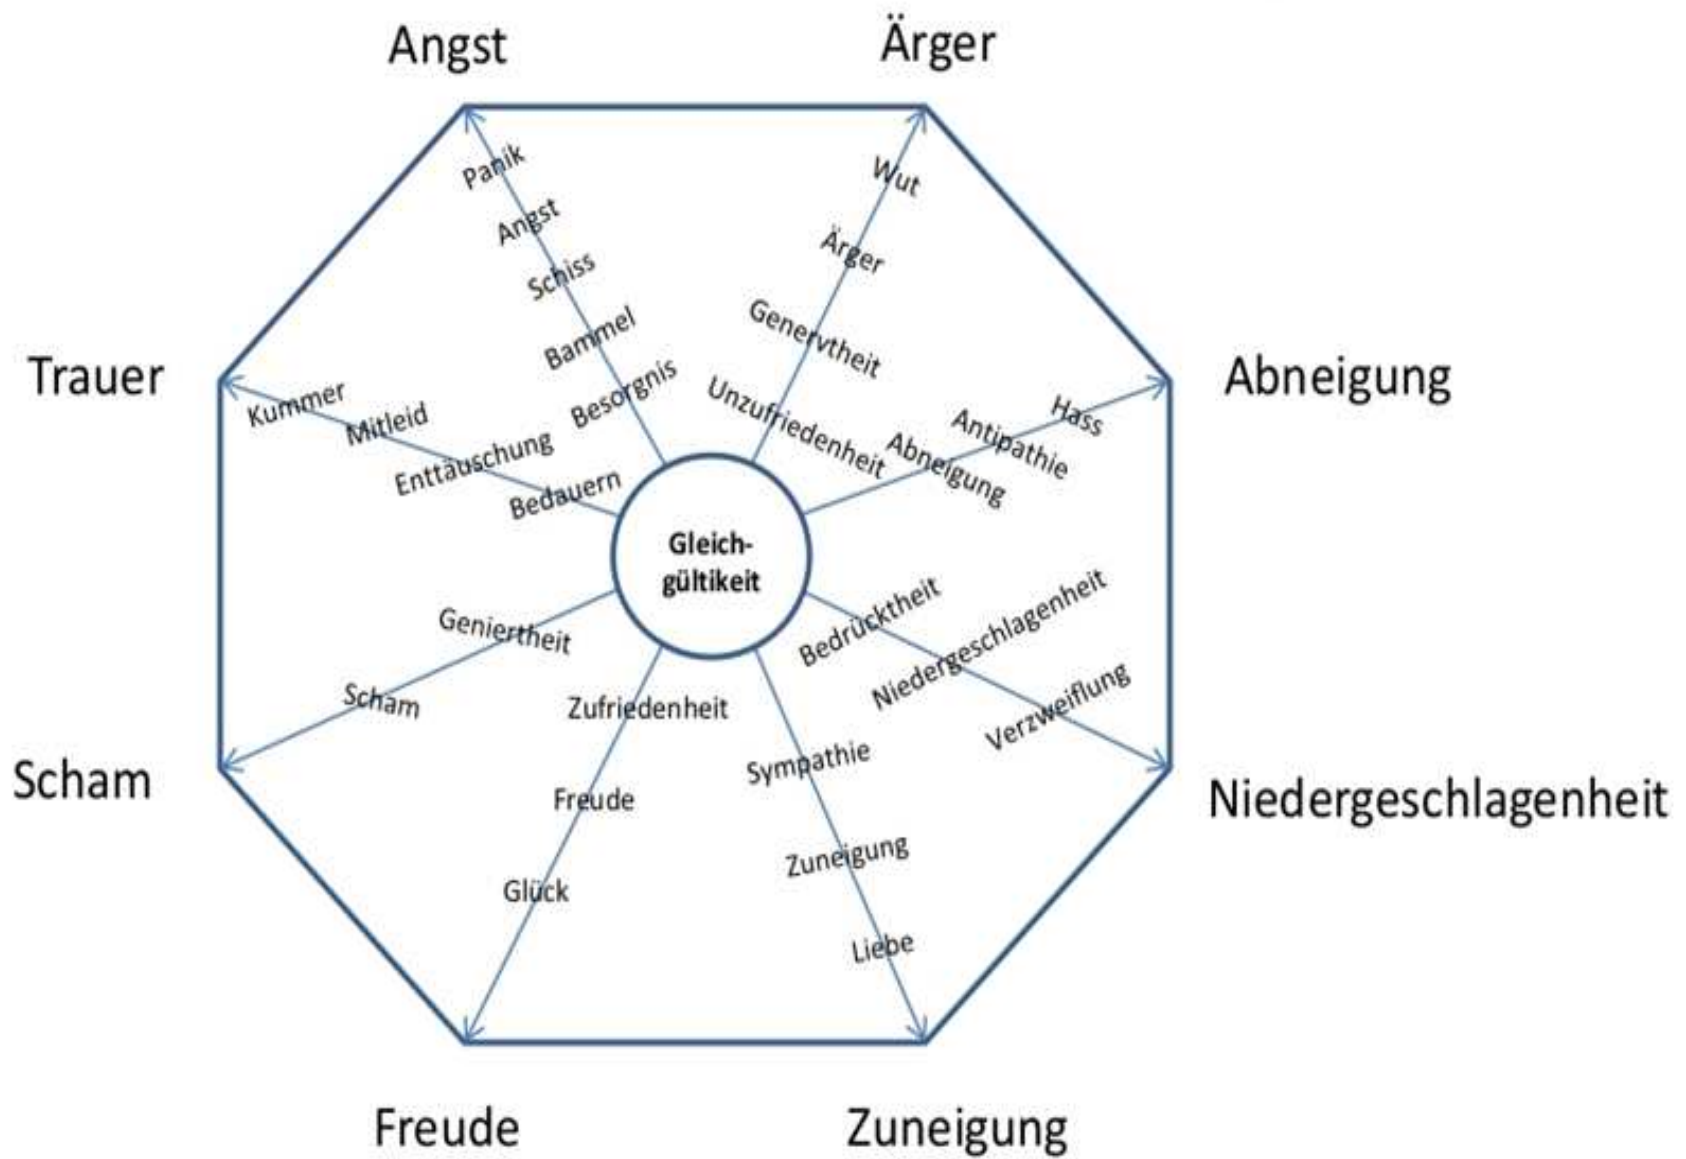 Angst
Ärger
Panik
Angst
Schiss
Bammel
Besorgnis
Wut
Ärger
Genervtheit
Unzufriedenheit
Trauer
Kummer
Mitleid
Enttäuschung
Bedauern
Abneigung
Hass
Antipathie
Abneigung
Gleich-
gültikeit
Geniertheit
Scham
Scham
Bedrücktheit
Niedergeschlagenheit
Verzweiflung
Niedergeschlagenheit
Zufriedenheit
Freude
Glück
Sympathie
Zuneigung
Liebe
Freude
Zuneigung